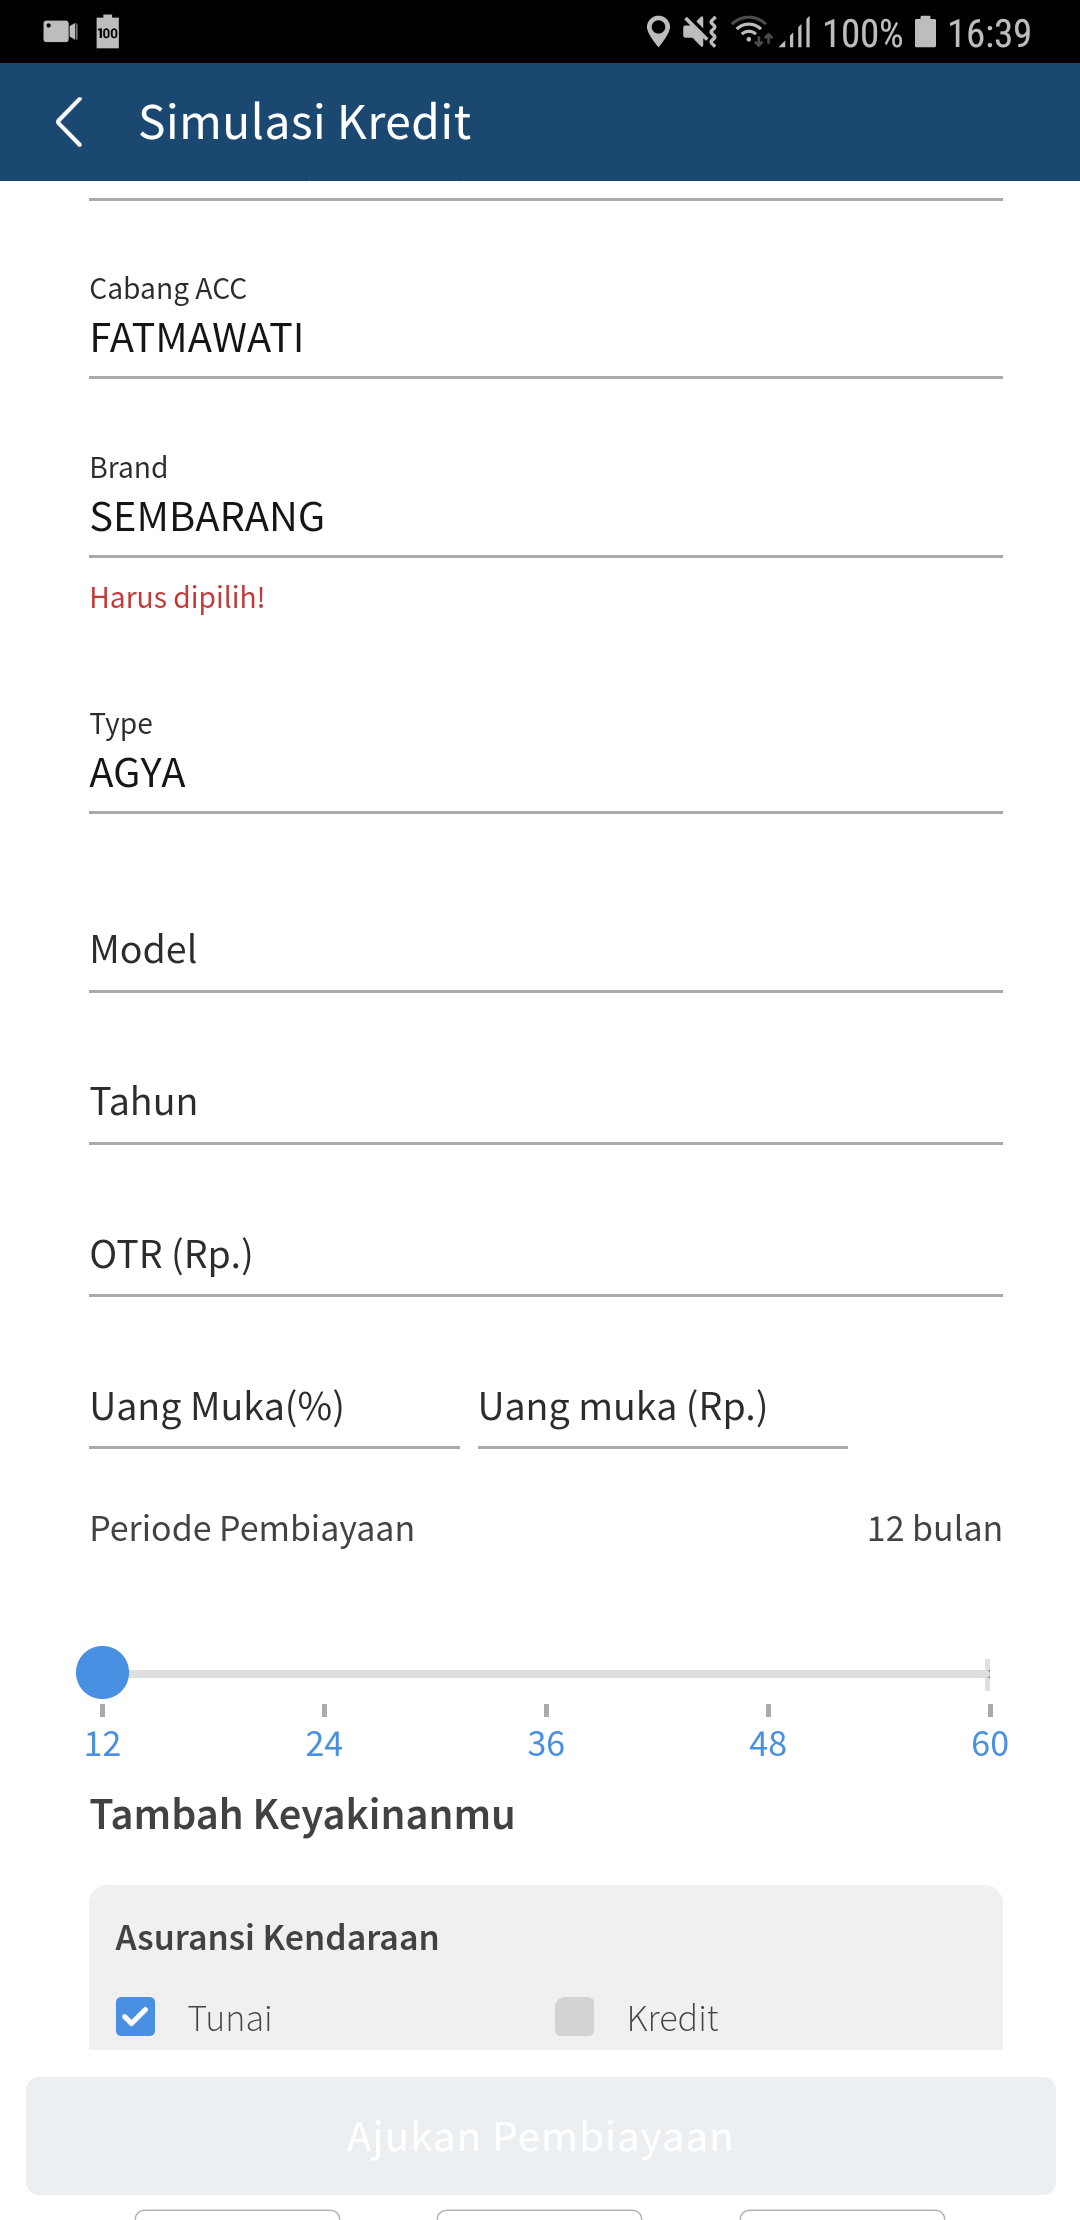 100 100% 16:39
Simulasi Kredit
Cabang ACC
FATMAWATI
Brand
SEMBARANG
Harus dipilih!
Type
AGYA
Model
Tahun
OTR (Rp.)
Uang Muka(%) Uang muka (Rp.)
Periode Pembiayaan 12 bulan
12 24 36 48 60
Tambah Keyakinanmu
Asuransi Kendaraan
Tunai Kredit
Ajukan Pembiayaan